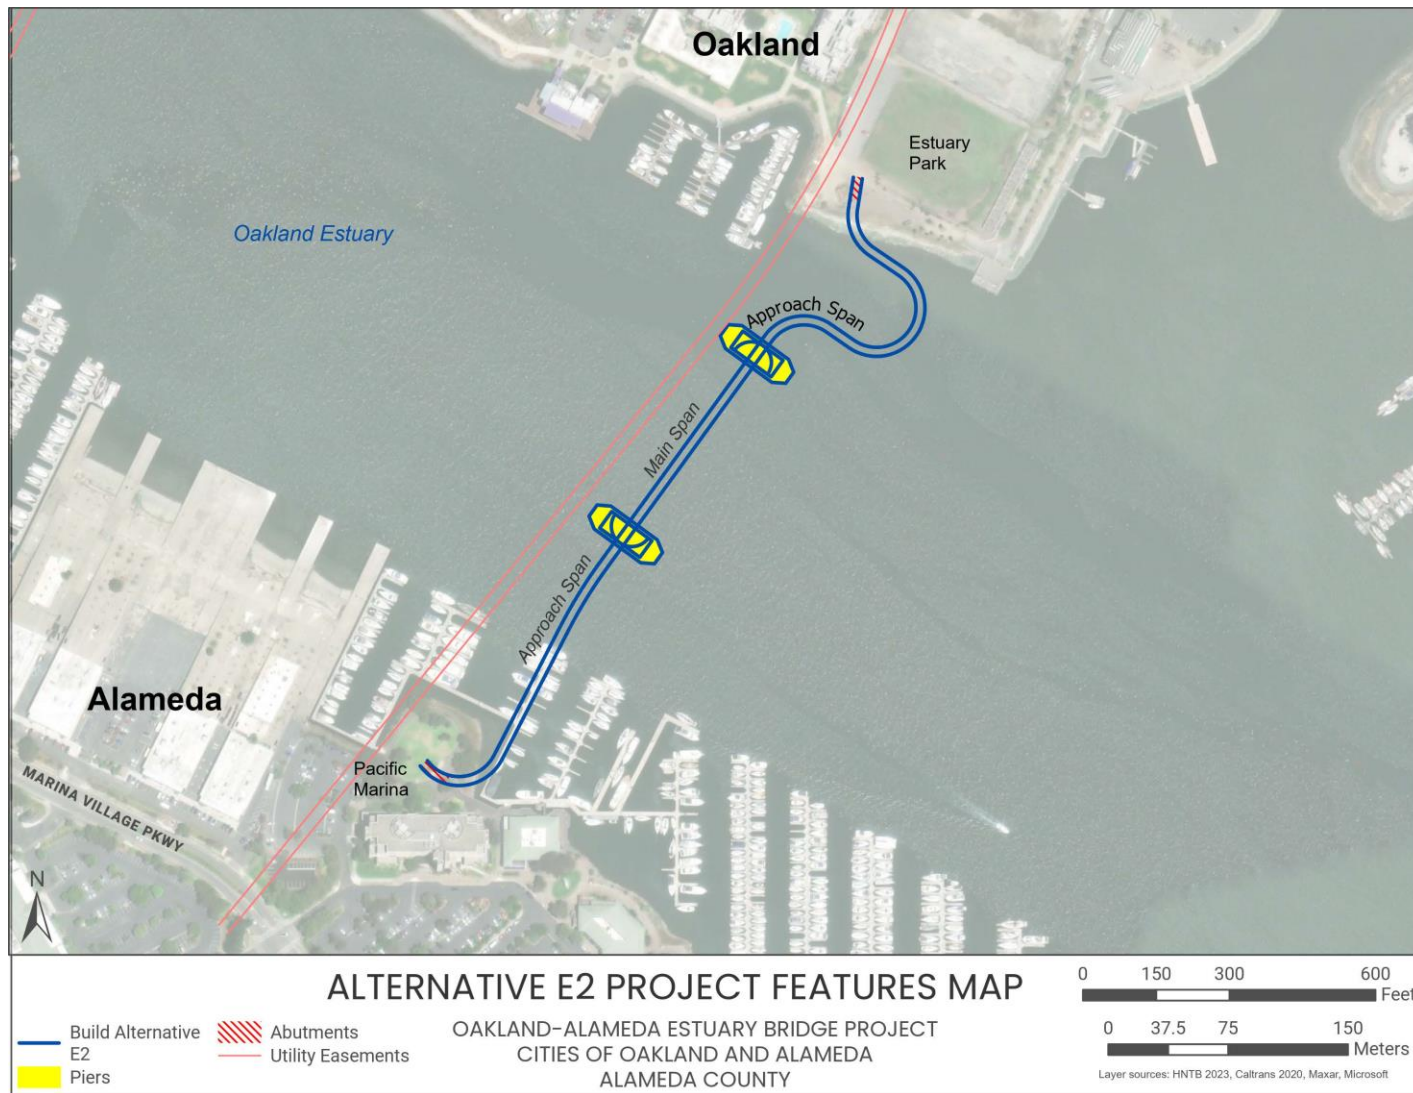 Oakland
Estuary
Park
Oakland Estuary
Approach Span
Main Span
Approach Span
Alameda
Pacific
Marina
MARINA VILLAGE PKWY
N
ALTERNATIVE E2 PROJECT FEATURES MAP
OAKLAND-ALAMEDA ESTUARY BRIDGE PROJECT
CITIES OF OAKLAND AND ALAMEDA
ALAMEDA COUNTY
Build Alternative
E2
Piers
Abutments
Utility Easements
0 150 300 600
Feet
0 37.5 75 150
Meters
Layer sources: HNTB 2023, Caltrans 2020, Maxar, Microsoft